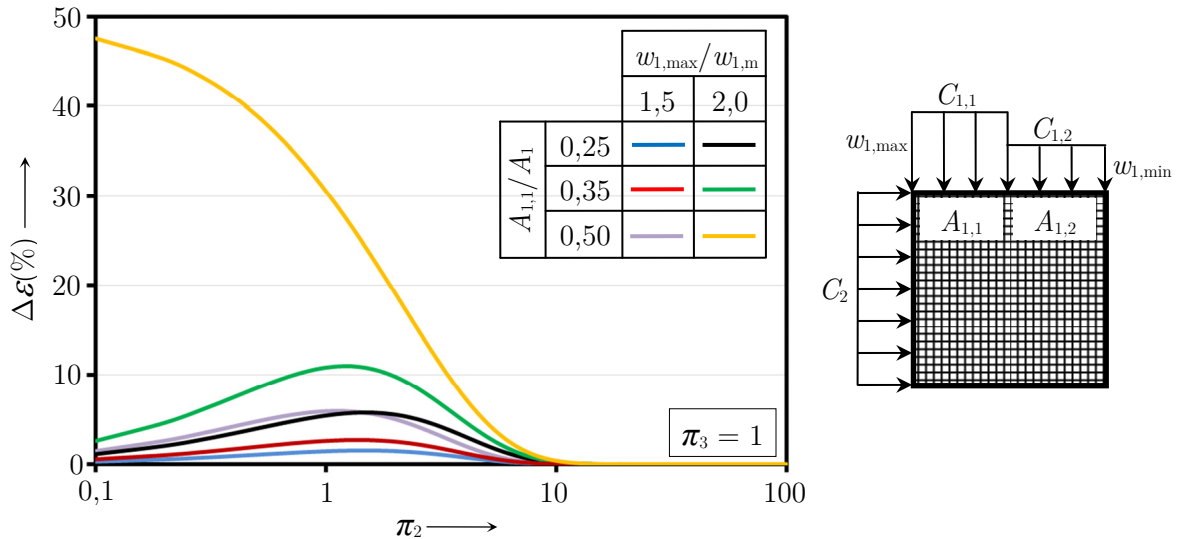 50
40
30
20
10
0
Δε(%)
0,1
1
10
100
π₂
w₁,max/w₁,m
1,5 2,0
A₁,₁/A₁
0,25
0,35
0,50
π₃ = 1
C₁,₁
C₁,₂
w₁,max
w₁,min
A₁,₁ A₁,₂
C₂